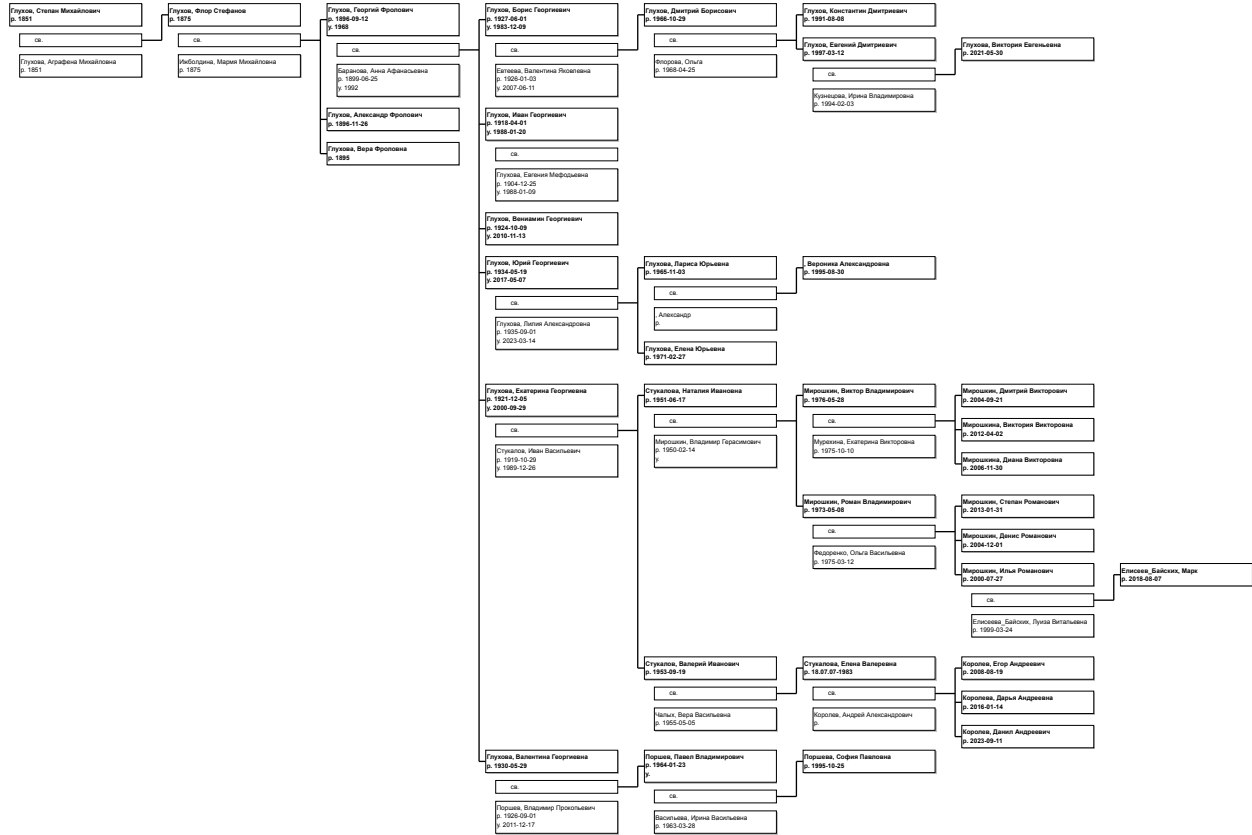 Глухов, Степан Михайлович
р. 1851
св.
Глухова, Аграфена Михайловна
р. 1851
Глухов, Флор Стефанов
р. 1875
св.
Икболдина, Мария Михайловна
р. 1875
Глухов, Георгий Фролович
р. 1896-09-12
у. 1968
св.
Баранова, Анна Афанасьевна
р. 1899-06-25
у. 1992
Глухов, Александр Фролович
р. 1896-11-26
Глухова, Вера Фроловна
р. 1895
Глухов, Борис Георгиевич
р. 1927-06-01
у. 1983-12-09
св.
Евтеева, Валентина Яковлевна
р. 1926-01-03
у. 2007-06-11
Глухов, Иван Георгиевич
р. 1918-04-01
у. 1988-01-20
св.
Глухова, Евгения Мефодьевна
р. 1904-12-25
у. 1988-01-09
Глухов, Вениамин Георгиевич
р. 1924-10-09
у. 2010-11-13
Глухов, Юрий Георгиевич
р. 1934-05-19
у. 2017-05-07
св.
Глухова, Лилия Александровна
р. 1935-09-01
у. 2023-03-14
Глухова, Екатерина Георгиевна
р. 1921-12-05
у. 2000-09-29
св.
Стукалов, Иван Васильевич
р. 1919-10-29
у. 1989-12-26
Глухова, Валентина Георгиевна
р. 1930-05-29
св.
Поршев, Владимир Прокопьевич
р. 1926-09-01
у. 2011-12-17
Глухов, Дмитрий Борисович
р. 1966-10-29
св.
Флорова, Ольга
р. 1968-04-25
Глухова, Лариса Юрьевна
р. 1965-11-03
св.
, Александр
р.
Глухова, Елена Юрьевна
р. 1971-02-27
Стукалова, Наталия Ивановна
р. 1951-06-17
св.
Мирошкин, Владимир Герасимович
р. 1950-02-14
у.
Стукалов, Валерий Иванович
р. 1953-09-19
св.
Чалых, Вера Васильевна
р. 1955-05-05
Поршев, Павел Владимирович
р. 1964-01-23
у.
св.
Васильева, Ирина Васильевна
р. 1963-03-28
Глухов, Константин Дмитриевич
р. 1991-08-08
Глухов, Евгений Дмитриевич
р. 1997-03-12
св.
Кузнецова, Ирина Владимировна
р. 1994-02-03
, Вероника Александровна
р. 1995-08-30
Мирошкин, Виктор Владимирович
р. 1976-05-28
св.
Мурехина, Екатерина Викторовна
р. 1975-10-10
Мирошкин, Роман Владимирович
р. 1973-05-08
св.
Федоренко, Ольга Васильевна
р. 1975-03-12
Стукалова, Елена Валеревна
р. 18.07.07-1983
св.
Королев, Андрей Александрович
р.
Поршева, София Павловна
р. 1995-10-25
Глухова, Виктория Евгеньевна
р. 2021-05-30
Мирошкин, Дмитрий Викторович
р. 2004-09-21
Мирошкина, Виктория Викторовна
р. 2012-04-02
Мирошкина, Диана Викторовна
р. 2006-11-30
Мирошкин, Степан Романович
р. 2013-01-31
Мирошкин, Денис Романович
р. 2004-12-01
Мирошкин, Илья Романович
р. 2000-07-27
св.
Елисеева_Байских, Луиза Витальевна
р. 1999-03-24
Королев, Егор Андреевич
р. 2008-08-19
Королева, Дарья Андреевна
р. 2016-01-14
Королев, Данил Андреевич
р. 2023-09-11
Елисеев_Байских, Марк
р. 2018-08-07